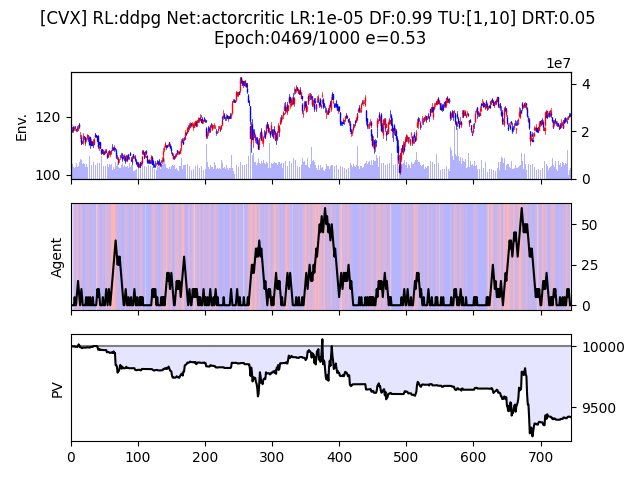 [CVX] RL:ddpg Net:actorcritic LR:1e-05 DF:0.99 TU:[1,10] DRT:0.05
Epoch:0469/1000 e=0.53
1e7
Env.
120
100
4
2
0
Agent
50
25
0
PV
10000
9500
0 100 200 300 400 500 600 700